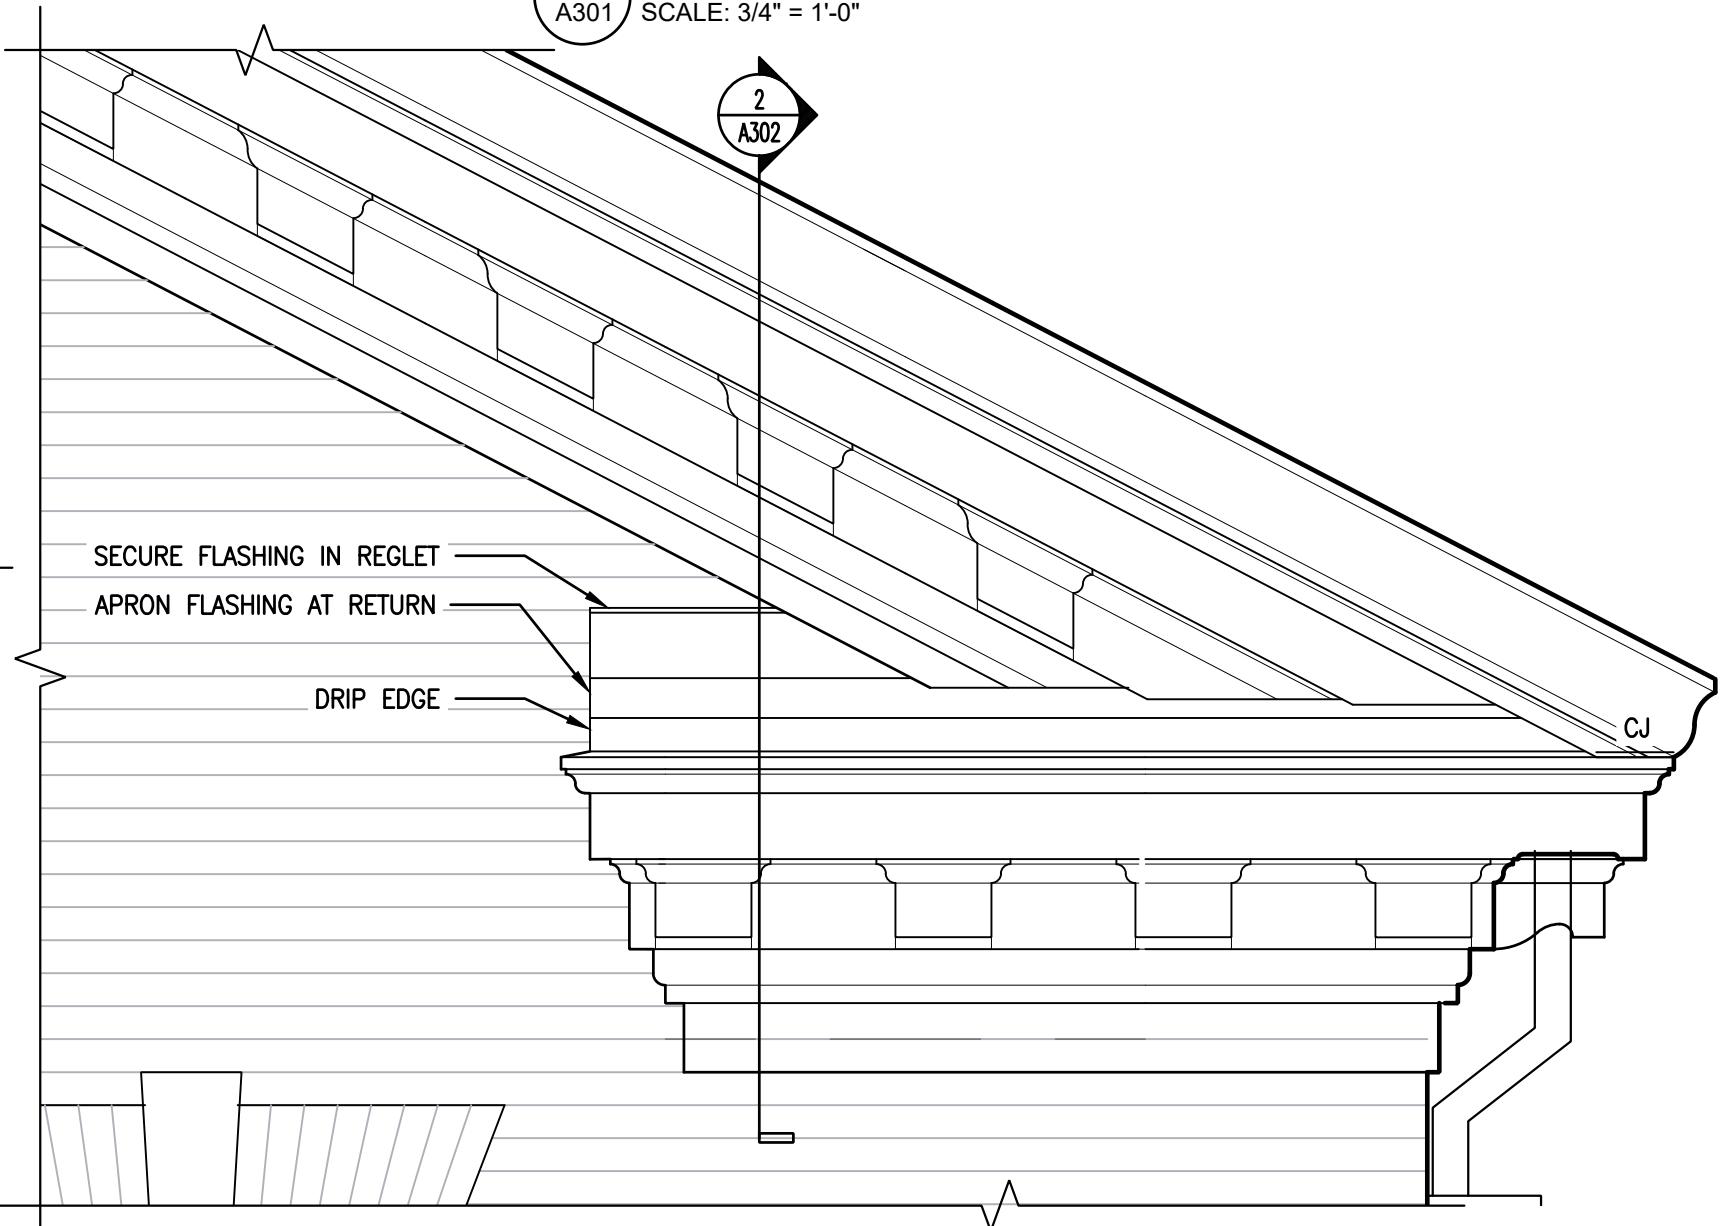 A301 SCALE: 3/4" = 1'-0"
2
A302
SECURE FLASHING IN REGLET
APRON FLASHING AT RETURN
DRIP EDGE
CJ